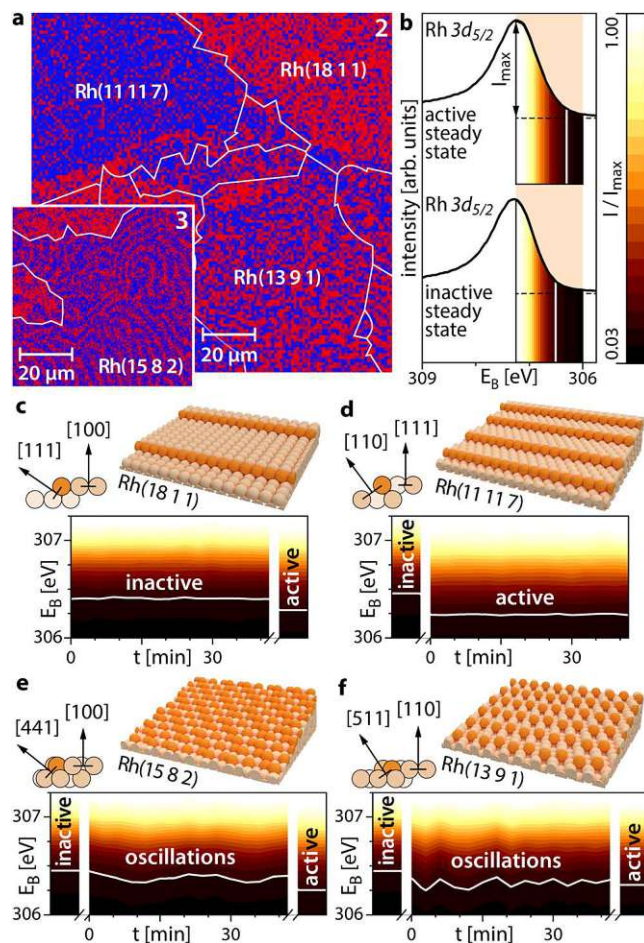 a
2
Rh(11 11 7)
Rh(18 1 1)
3
Rh(13 9 1)
20 µm
Rh(15 8 2)
20 µm
b
Rh 3d5/2
Imax
active
steady
state
Rh 3d5/2
inactive
steady
state
intensity [arb. units]
309
EB [eV]
306
1.00
I / Imax
0.03
c
[111]
[100]
Rh(18 1 1)
307
EB [eV]
306
inactive
active
0
30
t [min]
d
[110]
[111]
Rh(11 11 7)
307
EB [eV]
306
inactive
active
0
30
t [min]
e
[441]
[100]
Rh(15 8 2)
307
EB [eV]
306
inactive
oscillations
active
0
30
t [min]
f
[511]
[110]
Rh(13 9 1)
307
EB [eV]
306
inactive
oscillations
active
0
30
t [min]